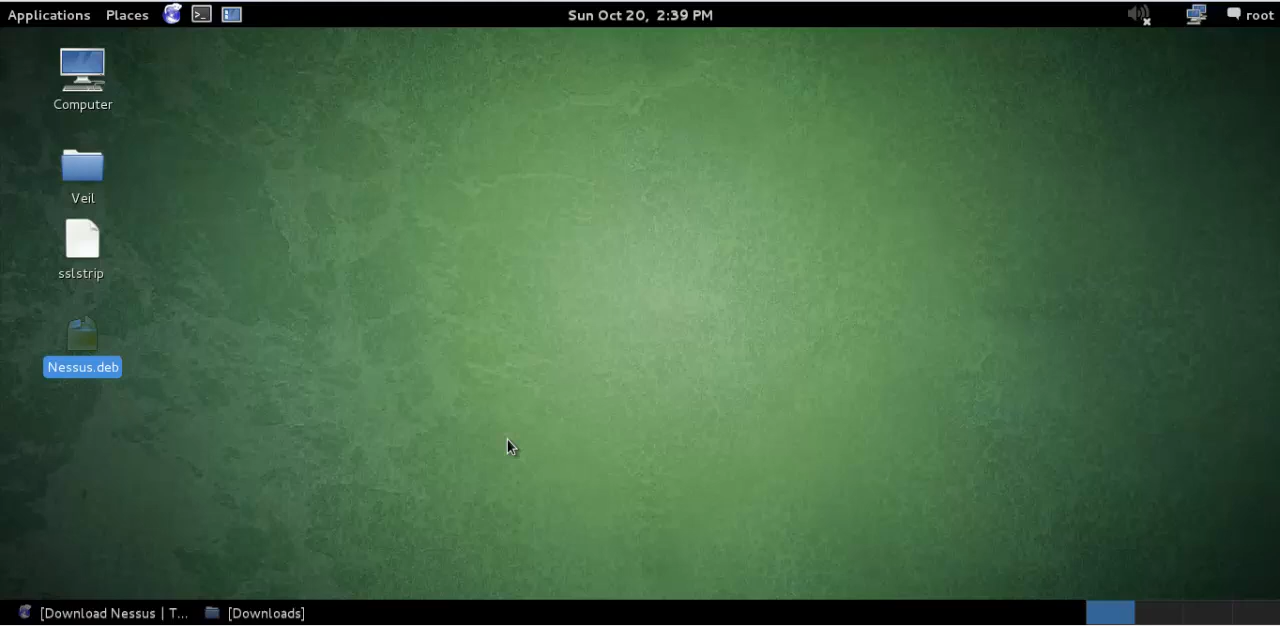 Applications Places Sun Oct 20, 2:39 PM root
Computer
Veil
sslstrip
Nessus.deb
[Download Nessus | T... [Downloads]